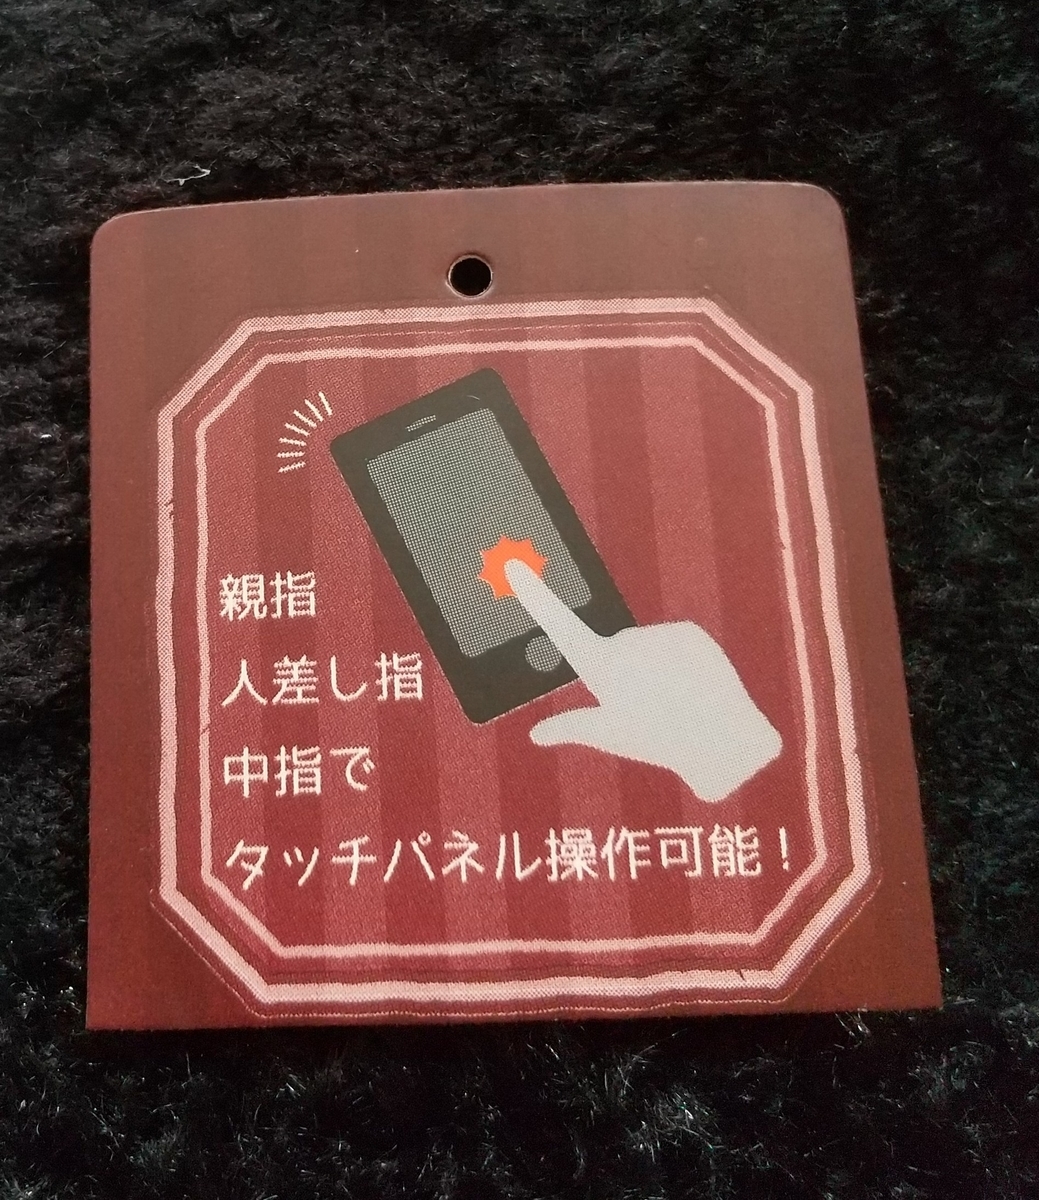 親指
人差し指
中指で
タッチパネル操作可能！